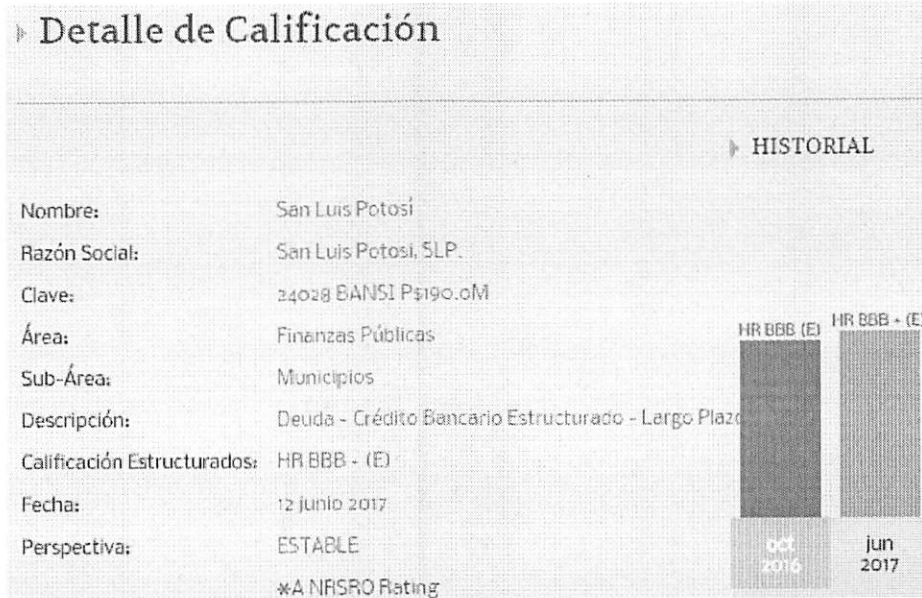 Detalle de Calificación
HISTORIAL
Nombre: San Luis Potosí
Razón Social: San Luis Potosí, SLP.
Clave: 24028 BANSI P$190.0M
Área: Finanzas Públicas
Sub-Área: Municipios
Descripción: Deuda - Crédito Bancario Estructurado - Largo Plazo
Calificación Estructurados: HR BBB + (E)
Fecha: 12 junio 2017
Perspectiva: ESTABLE
*A NRSRO Rating
HR BBB (E) HR BBB + (E)
oct 2016
jun 2017